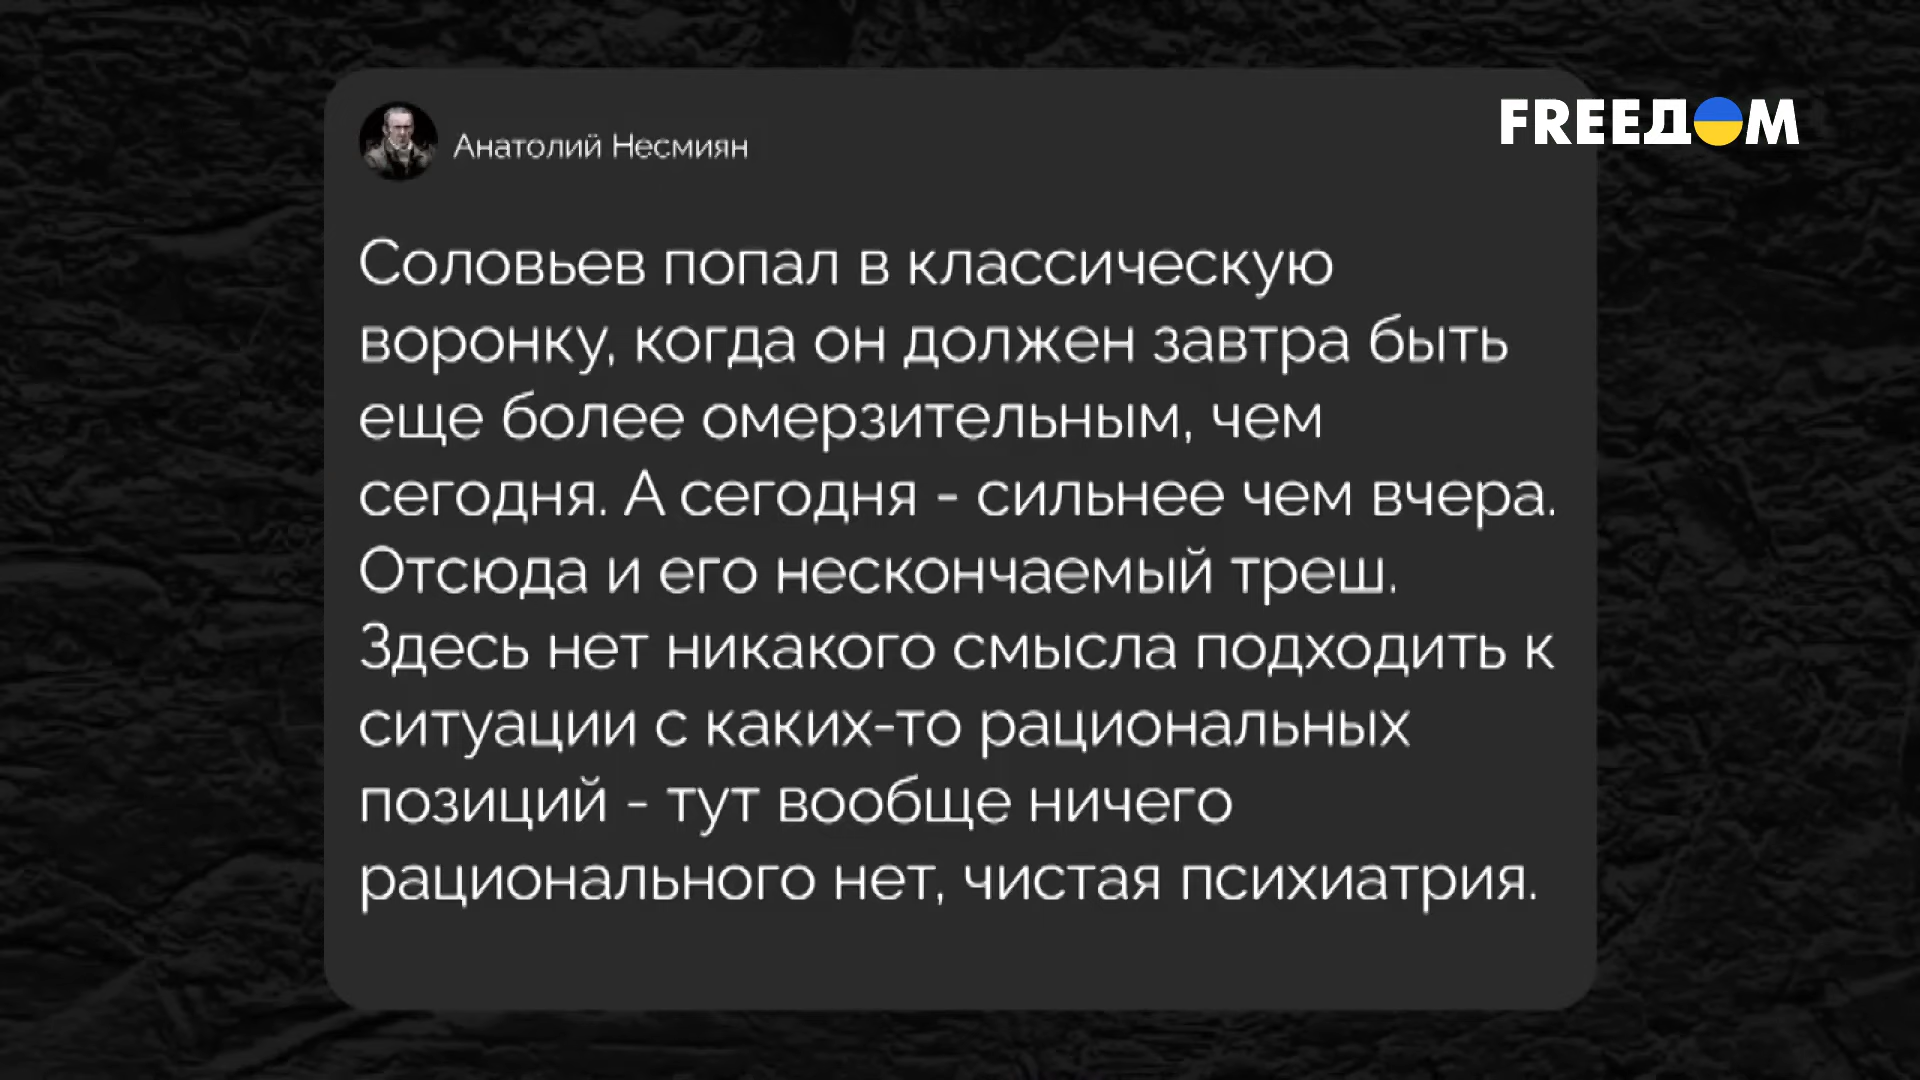 FREEДOM
Анатолий Несмиян
Соловьев попал в классическую
воронку, когда он должен завтра быть
еще более омерзительным, чем
сегодня. А сегодня - сильнее чем вчера.
Отсюда и его нескончаемый треш.
Здесь нет никакого смысла подходить к
ситуации с каких-то рациональных
позиций - тут вообще ничего
рационального нет, чистая психиатрия.